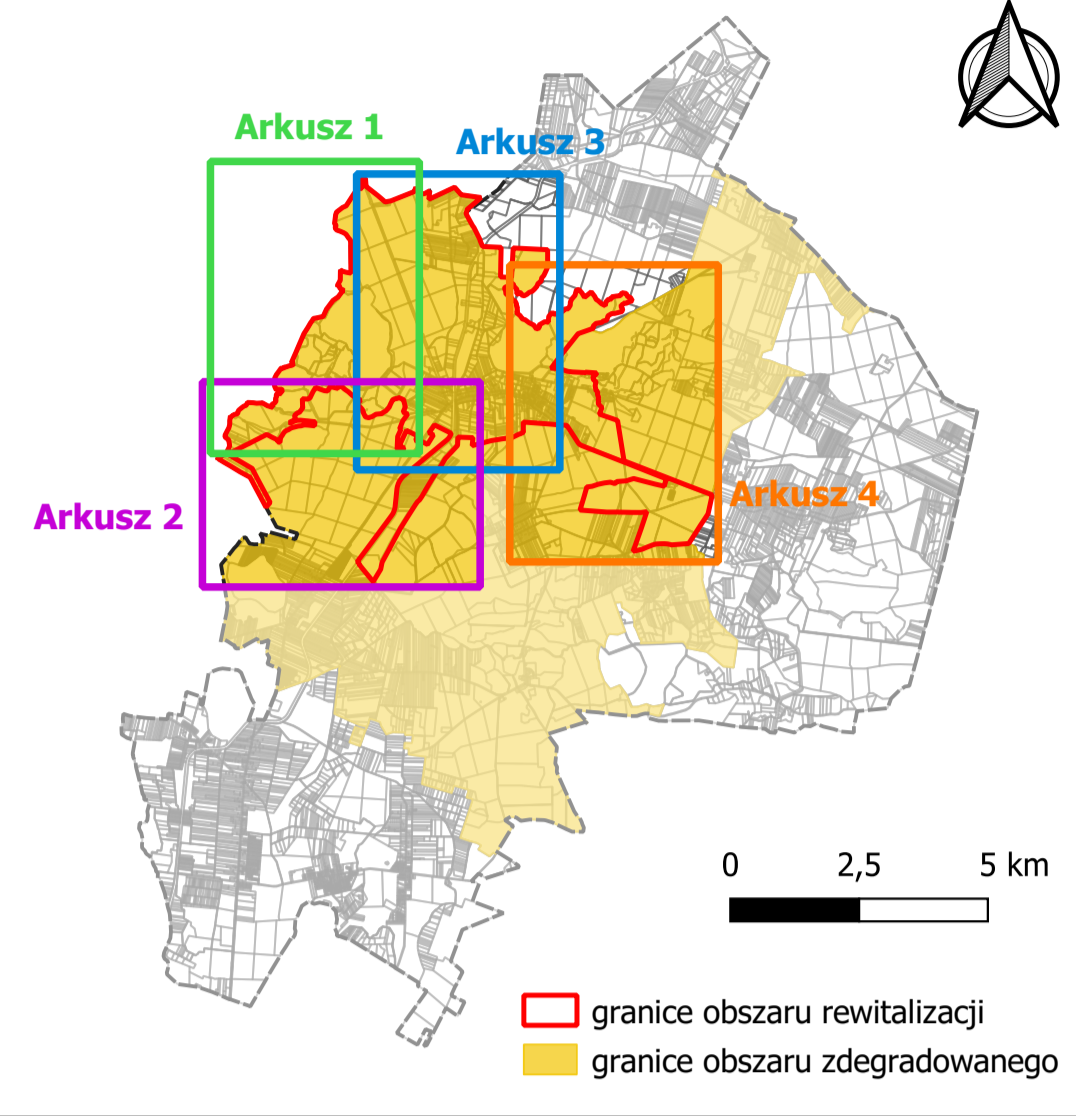 Arkusz 1
Arkusz 3
Arkusz 2
Arkusz 4
0 2,5 5 km
granice obszaru rewitalizacji
granice obszaru zdegradowanego